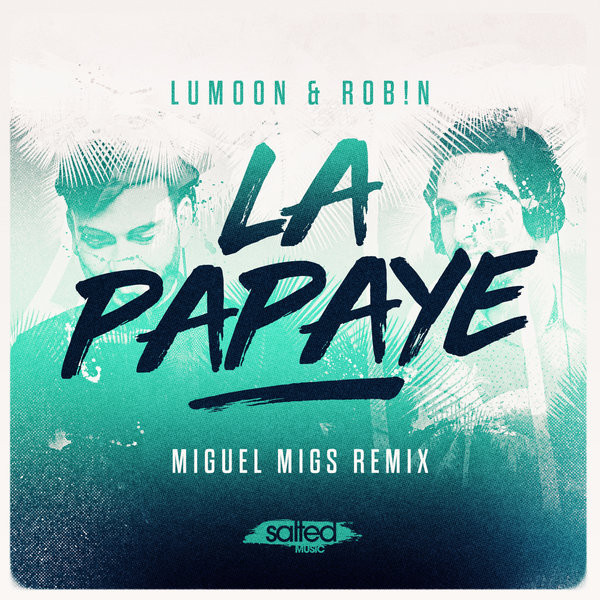 LUMOON & ROB!N
LA
PAPAYE
MIGUEL MIGS REMIX
salted
MUSIC